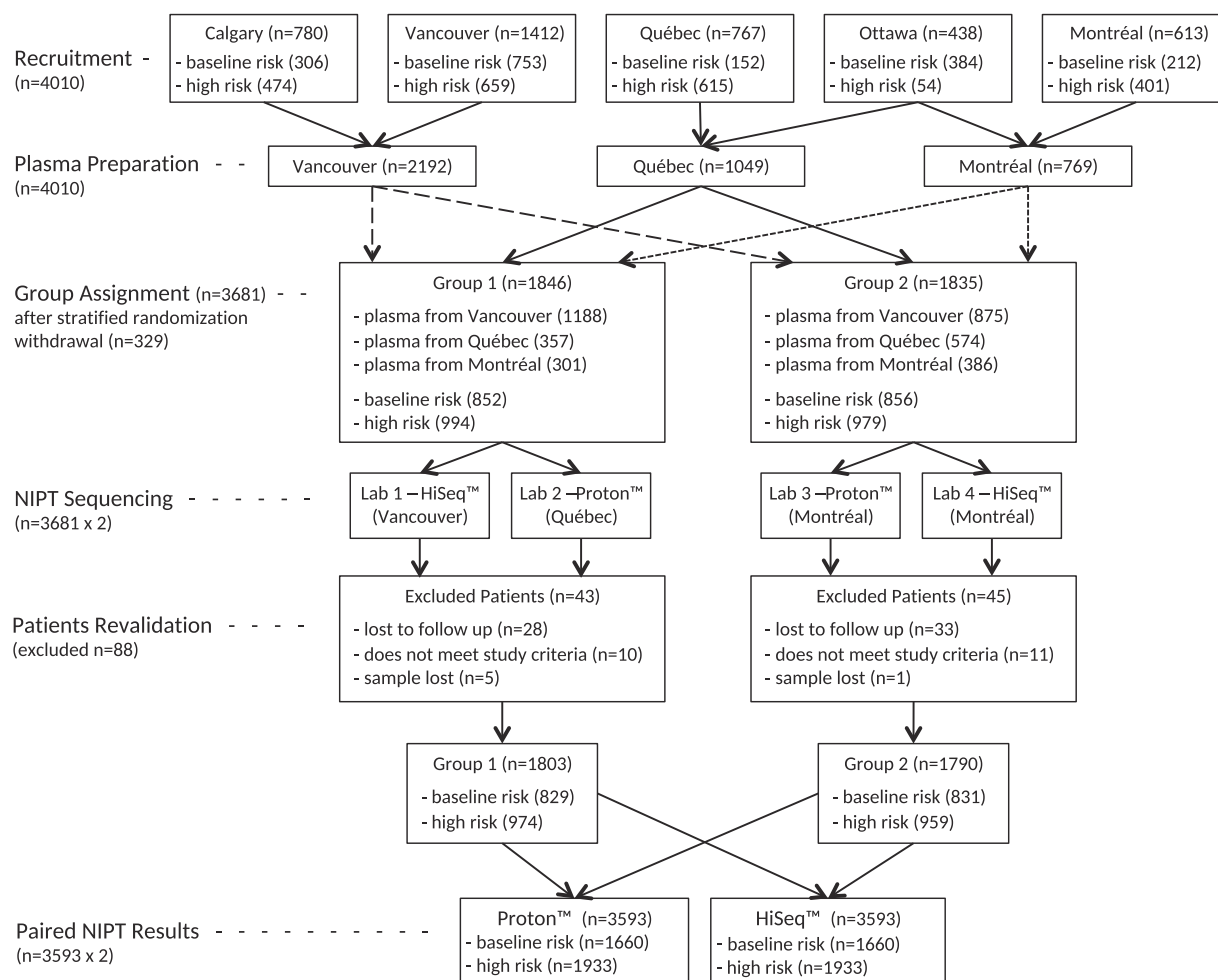 Calgary (n=780)
- baseline risk (306)
- high risk (474)
Vancouver (n=1412)
- baseline risk (753)
- high risk (659)
Québec (n=767)
- baseline risk (152)
- high risk (615)
Ottawa (n=438)
- baseline risk (384)
- high risk (54)
Montréal (n=613)
- baseline risk (212)
- high risk (401)
Recruitment -
(n=4010)
Plasma Preparation - -
(n=4010)
Vancouver (n=2192)
Québec (n=1049)
Montréal (n=769)
Group Assignment (n=3681) - -
after stratified randomization
withdrawal (n=329)
Group 1 (n=1846)
- plasma from Vancouver (1188)
- plasma from Québec (357)
- plasma from Montréal (301)
- baseline risk (852)
- high risk (994)
Group 2 (n=1835)
- plasma from Vancouver (875)
- plasma from Québec (574)
- plasma from Montréal (386)
- baseline risk (856)
- high risk (979)
NIPT Sequencing - - - - - -
(n=3681 x 2)
Lab 1 – HiSeq™
(Vancouver)
Lab 2 –Proton™
(Québec)
Lab 3 –Proton™
(Montréal)
Lab 4 – HiSeq™
(Montréal)
Patients Revalidation - - - -
(excluded n=88)
Excluded Patients (n=43)
- lost to follow up (n=28)
- does not meet study criteria (n=10)
- sample lost (n=5)
Excluded Patients (n=45)
- lost to follow up (n=33)
- does not meet study criteria (n=11)
- sample lost (n=1)
Group 1 (n=1803)
- baseline risk (829)
- high risk (974)
Group 2 (n=1790)
- baseline risk (831)
- high risk (959)
Paired NIPT Results - - - - - - - - - -
(n=3593 x 2)
Proton™ (n=3593)
- baseline risk (n=1660)
- high risk (n=1933)
HiSeq™ (n=3593)
- baseline risk (n=1660)
- high risk (n=1933)